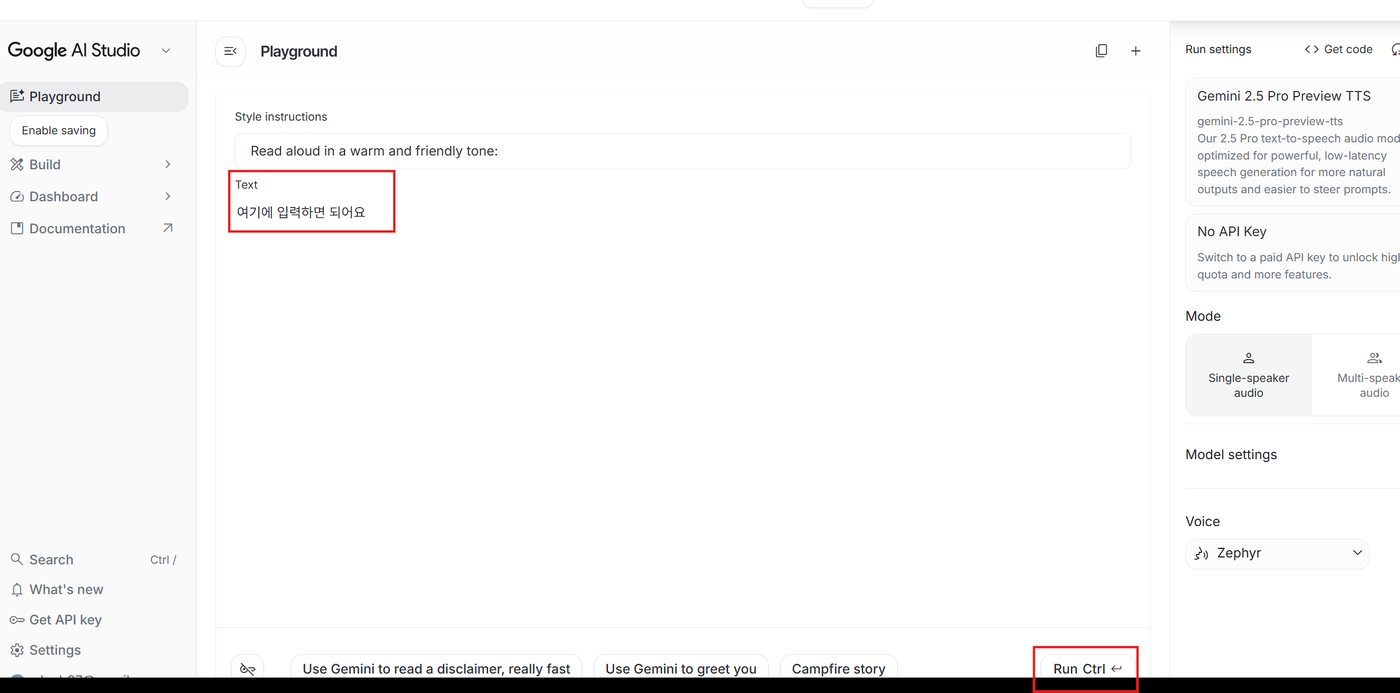 Google AI Studio
Playground
Enable saving
Build
Dashboard
Documentation
Search Ctrl /
What's new
Get API key
Settings
Playground
Style instructions
Read aloud in a warm and friendly tone:
Text
여기에 입력하면 되어요
Use Gemini to read a disclaimer, really fast
Use Gemini to greet you
Campfire story
Run Ctrl
Run settings
Get code
Gemini 2.5 Pro Preview TTS
gemini-2.5-pro-preview-tts
Our 2.5 Pro text-to-speech audio
optimized for powerful, low-latency
speech generation for more natural
outputs and easier to steer prompts.
No API Key
Switch to a paid API key to unlock
quota and more features.
Mode
Single-speaker
audio
audio
Model settings
Voice
Zephyr